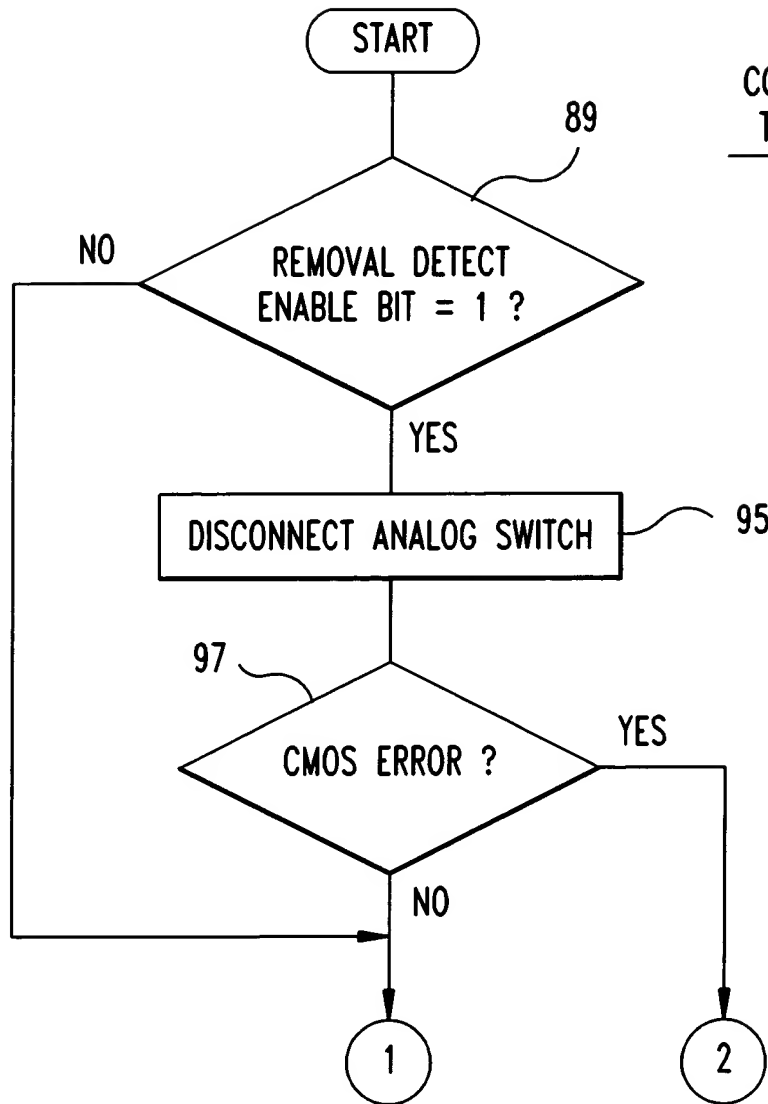 START
89
NO
REMOVAL DETECT
ENABLE BIT = 1 ?
YES
DISCONNECT ANALOG SWITCH
95
97
CMOS ERROR ?
YES
NO
1
2